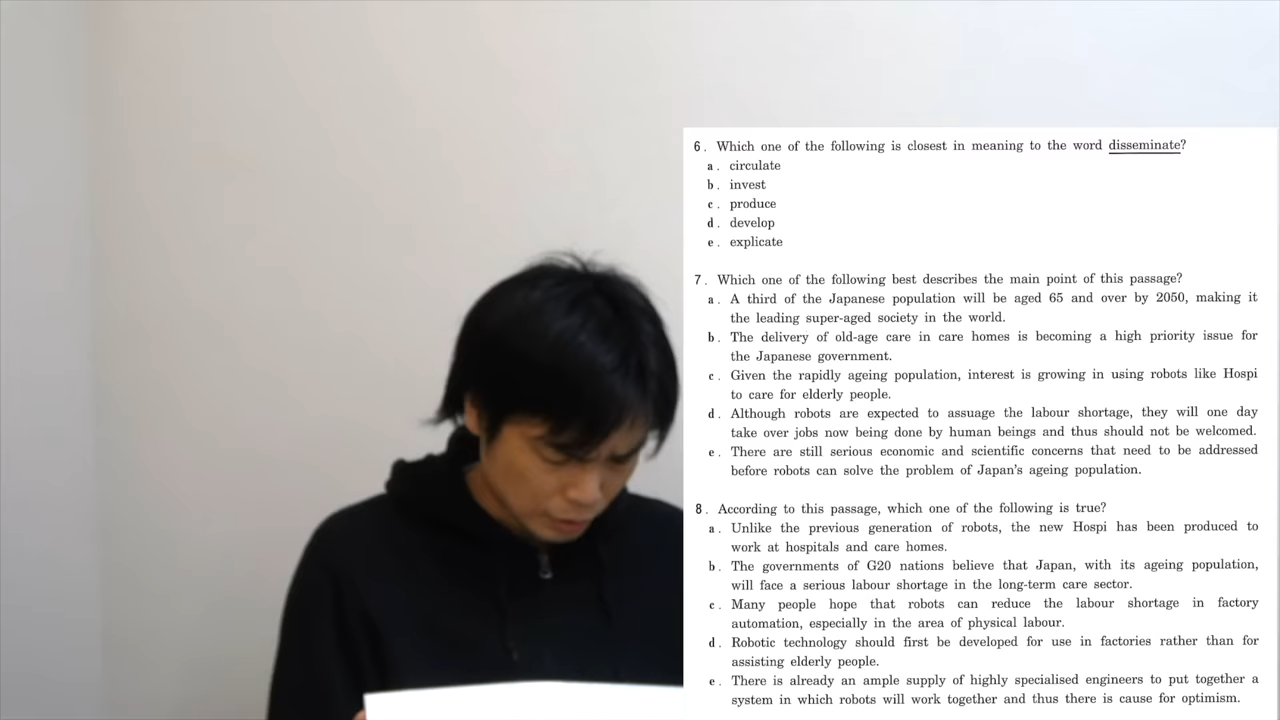 6. Which one of the following is closest in meaning to the word disseminate?
a. circulate
b. invest
c. produce
d. develop
e. explicate
7. Which one of the following best describes the main point of this passage?
a. A third of the Japanese population will be aged 65 and over by 2050, making it
the leading super-aged society in the world.
b. The delivery of old-age care in care homes is becoming a high priority issue for
the Japanese government.
c. Given the rapidly ageing population, interest is growing in using robots like Hospi
to care for elderly people.
d. Although robots are expected to assuage the labour shortage, they will one day
take over jobs now being done by human beings and thus should not be welcomed.
e. There are still serious economic and scientific concerns that need to be addressed
before robots can solve the problem of Japan's ageing population.
8. According to this passage, which one of the following is true?
a. Unlike the previous generation of robots, the new Hospi has been produced to
work at hospitals and care homes.
b. The governments of G20 nations believe that Japan, with its ageing population,
will face a serious labour shortage in the long-term care sector.
c. Many people hope that robots can reduce the labour shortage in factory
automation, especially in the area of physical labour.
d. Robotic technology should first be developed for use in factories rather than for
assisting elderly people.
e. There is already an ample supply of highly specialised engineers to put together a
system in which robots will work together and thus there is cause for optimism.